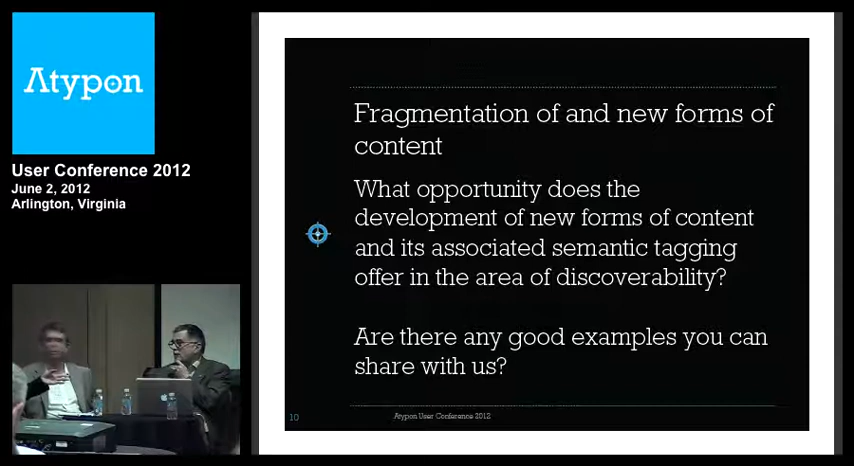 Atypon
User Conference 2012
June 2, 2012
Arlington, Virginia
Fragmentation of and new forms of
content
What opportunity does the
development of new forms of content
and its associated semantic tagging
offer in the area of discoverability?
Are there any good examples you can
share with us?
10
Atypon User Conference 2012